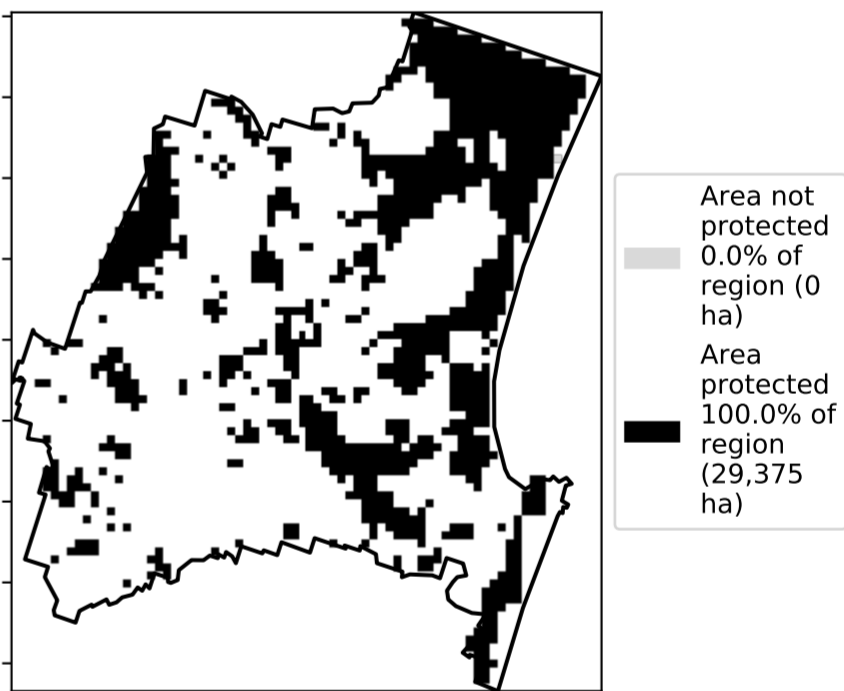 Area not
protected
0.0% of
region (0
ha)
Area
protected
100.0% of
region
(29,375
ha)